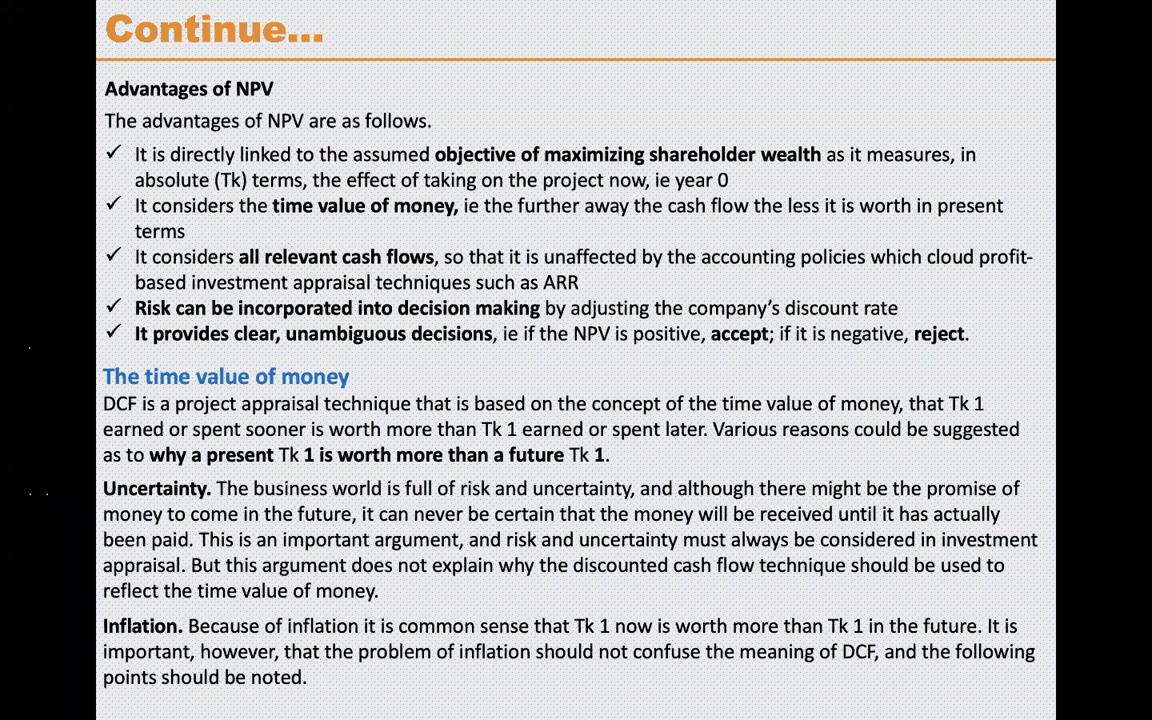 Continue...
Advantages of NPV
The advantages of NPV are as follows.
✓ It is directly linked to the assumed objective of maximizing shareholder wealth as it measures, in
absolute (Tk) terms, the effect of taking on the project now, ie year 0
✓ It considers the time value of money, ie the further away the cash flow the less it is worth in present
terms
✓ It considers all relevant cash flows, so that it is unaffected by the accounting policies which cloud profit-
based investment appraisal techniques such as ARR
✓ Risk can be incorporated into decision making by adjusting the company's discount rate
✓ It provides clear, unambiguous decisions, ie if the NPV is positive, accept; if it is negative, reject.
The time value of money
DCF is a project appraisal technique that is based on the concept of the time value of money, that Tk 1
earned or spent sooner is worth more than Tk 1 earned or spent later. Various reasons could be suggested
as to why a present Tk 1 is worth more than a future Tk 1.
Uncertainty. The business world is full of risk and uncertainty, and although there might be the promise of
money to come in the future, it can never be certain that the money will be received until it has actually
been paid. This is an important argument, and risk and uncertainty must always be considered in investment
appraisal. But this argument does not explain why the discounted cash flow technique should be used to
reflect the time value of money.
Inflation. Because of inflation it is common sense that Tk 1 now is worth more than Tk 1 in the future. It is
important, however, that the problem of inflation should not confuse the meaning of DCF, and the following
points should be noted.